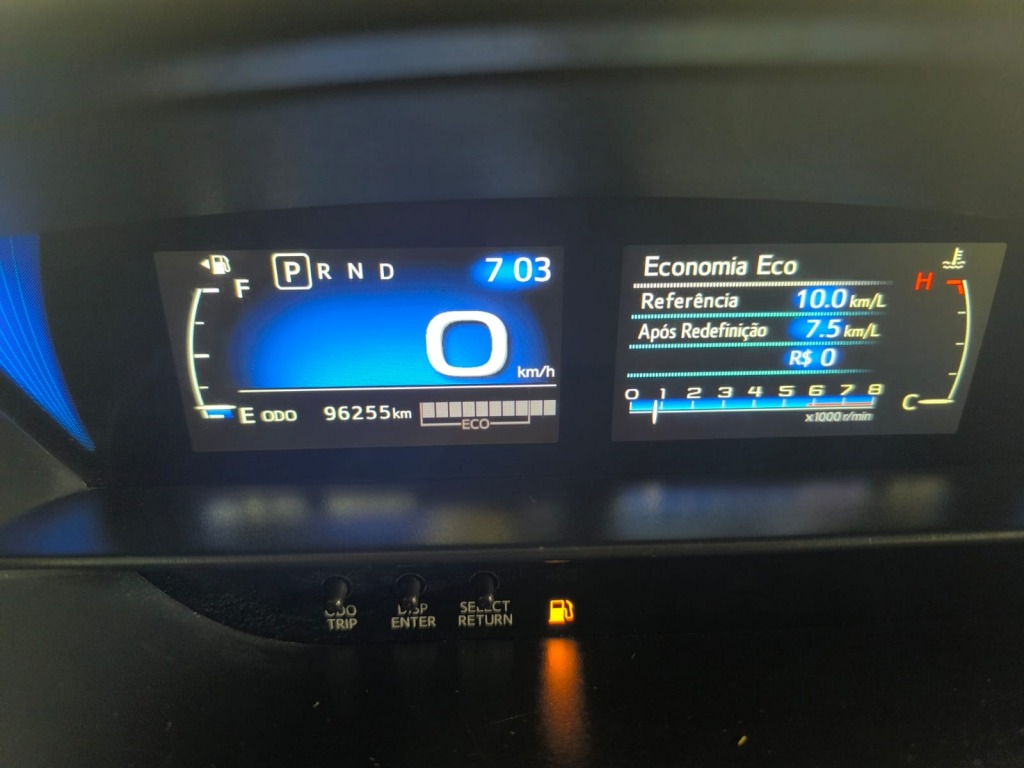 P R N D 7 03
F
0
km/h
E ODO 96255km
ECO
Economia Eco
H
Referência 10.0 km/L
Após Redefinição 7.5 km/L
R$ 0
0 1 2 3 4 5 6 7 8
C
x1000 r/min
ODO DISP SELECT
TRIP ENTER RETURN